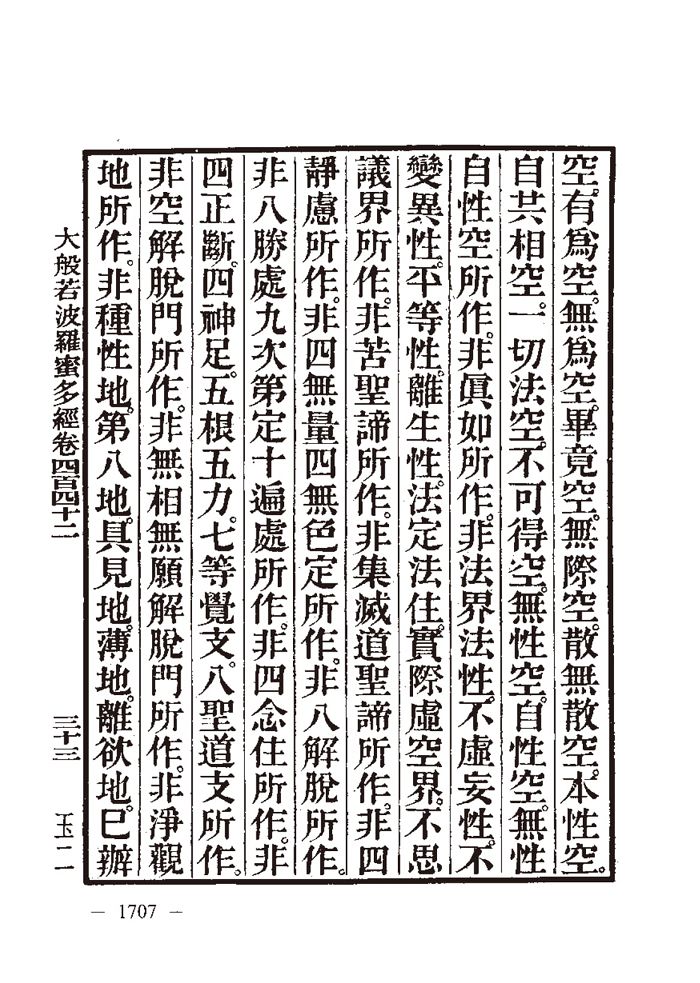 空。有爲空。無爲空。畢竟空。無際空。散無散空。本性空。
自共相空。一切法空。不可得空。無性空。自性空。無性
自性空所作。非眞如所作。非法界法性。不虛妄性。不
變異性。平等性。離生性。法定法住。實際虛空界。不思
議界所作。非苦聖諦所作。非集滅道聖諦所作。非四
靜慮所作。非四無量四無色定所作。非八解脫所作。
非八勝處九次第定十遍處所作。非四念住所作。非
四正斷。四神足。五根五力。七等覺支。八聖道支所作。
非空解脫門所作。非無相無願解脫門所作。非淨觀
地所作。非種性地。第八地。具見地。薄地。離欲地。已辦
大般若波羅蜜多經卷四百四十二
三十三
玉二
— 1707 —